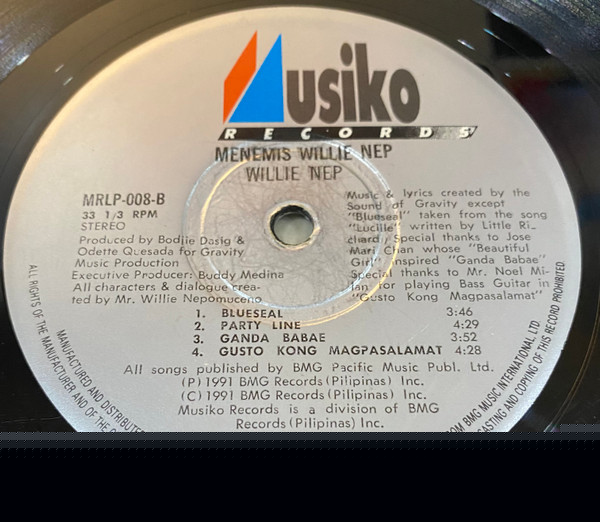 Musiko
RECORDS
MENEMIS WILLIE NEP
WILLIE NEP
MRLP-008-B
33 1/3 RPM
STEREO
Produced by Bodjie Dasig &
Odette Quesada for Gravity
Music Production
Executive Producer: Buddy Medina
All characters & dialogue crea-
ted by Mr. Willie Nepomuceno
Music & lyrics created by the
Sound of Gravity except
"Blueseal" taken from the song
"Lucille" written by Little Ri-
chard/ Special thanks to Jose
Mari Chan whose "Beautiful
Girl" inspired "Ganda Babae"
Special thanks to Mr. Noel Mi-
for playing Bass Guitar in
"Gusto Kong Magpasalamat"
1. BLUESEAL 3:46
2. PARTY LINE 4:29
3. GANDA BABAE 3:52
4. GUSTO KONG MAGPASALAMAT 4:28
All songs published by BMG Pacific Music Publ. Ltd.
(P) 1991 BMG Records (Pilipinas) Inc.
(C) 1991 BMG Records (Pilipinas) Inc.
Musiko Records is a division of BMG
Records (Pilipinas) Inc.
ALL RIGHTS OF THE MANUFACTURER AND OF THE
MANUFACTURED AND DISTRIBUTED
FROM BMG MUSIC INTERNATIONAL LTD.
CASTING AND COPYING OF THIS RECORD PROHIBITED